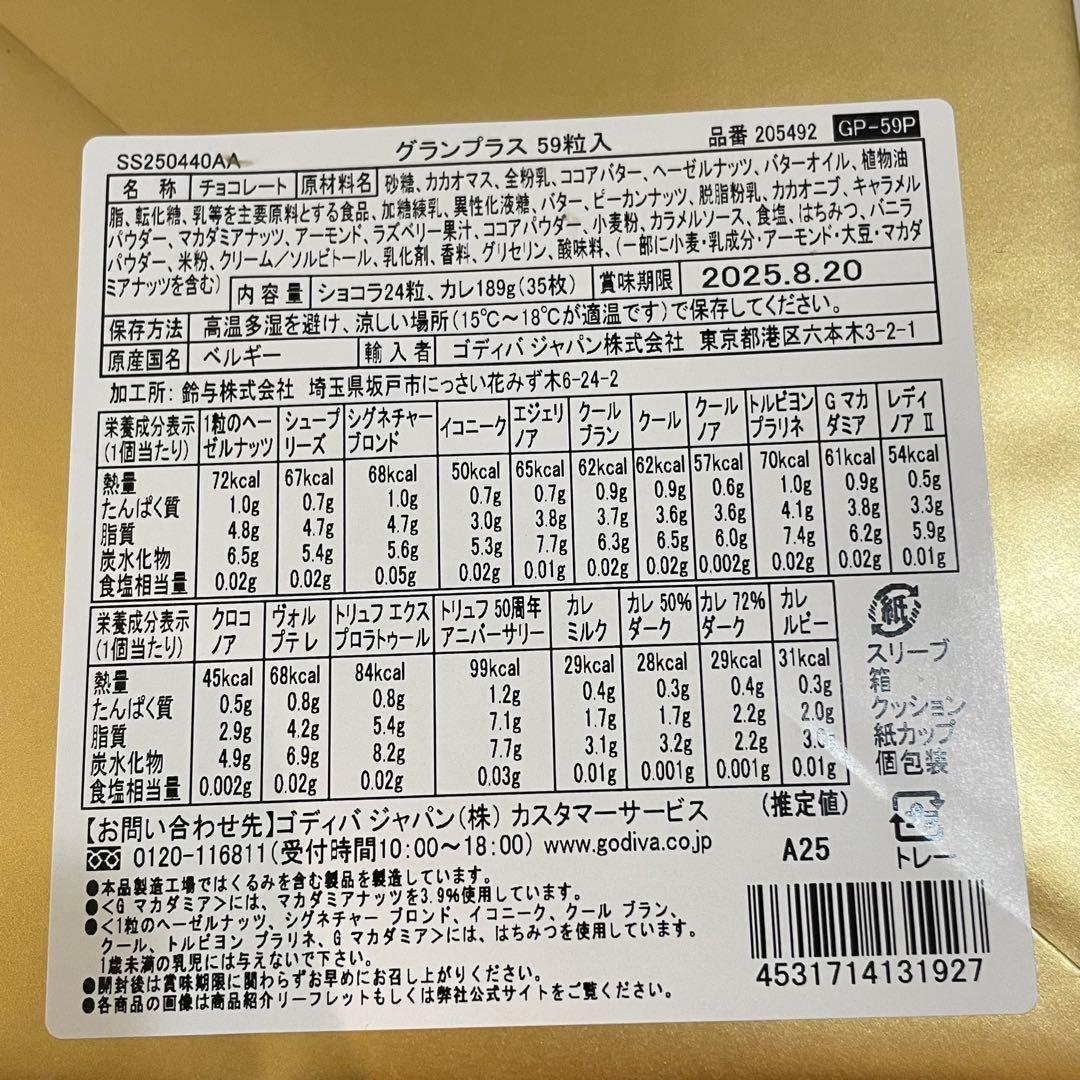 SS250440AA グランプラス 59粒入 品番 205492 GP-59P
名 称 チョコレート 原材料名 砂糖、カカオマス、全粉乳、ココアバター、ヘーゼルナッツ、バターオイル、植物油
脂、転化糖、乳等を主要原料とする食品、加糖練乳、異性化液糖、バター、ピーカンナッツ、脱脂粉乳、カカオニブ、キャラメル
パウダー、マカダミアナッツ、アーモンド、ラズベリー果汁、ココアパウダー、小麦粉、カラメルソース、食塩、はちみつ、バニラ
パウダー、米粉、クリーム/ソルビトール、乳化剤、香料、グリセリン、酸味料、(一部に小麦・乳成分・アーモンド・大豆・マカダ
ミアナッツを含む) 内 容 量 ショコラ24粒、カレ189g(35枚) 賞味期限 2025.8.20
保存方法 高温多湿を避け、涼しい場所(15℃〜18℃が適温です)で保存してください。
原産国名 ベルギー 輸 入 者 ゴディバ ジャパン株式会社 東京都港区六本木3-2-1
加工所: 鈴与株式会社 埼玉県坂戸市にっさい花みず木6-24-2
栄養成分表示 1粒のヘー シュープ シグネチャー イコニーク エジェリ クール クール クール トルビヨン G マカ レディ
(1個当たり) ゼルナッツ リーズ ブロンド ノア ブラン ノア プラリネ ダミア ノア Ⅱ
熱量 72kcal 67kcal 68kcal 50kcal 65kcal 62kcal 62kcal 57kcal 70kcal 61kcal 54kcal
たんぱく質 1.0g 0.7g 1.0g 0.7g 0.7g 0.9g 0.9g 0.6g 1.0g 0.9g 0.5g
脂質 4.8g 4.7g 4.7g 3.0g 3.8g 3.7g 3.6g 3.6g 4.1g 3.8g 3.3g
炭水化物 6.5g 5.4g 5.6g 5.3g 7.7g 6.3g 6.5g 6.0g 7.4g 6.2g 5.9g
食塩相当量 0.02g 0.02g 0.05g 0.02g 0.01g 0.02g 0.02g 0.002g 0.02g 0.02g 0.01g
栄養成分表示 クロコ ヴォル トリュフ エクス トリュフ 50周年 カレ カレ 50% カレ 72% カレ
(1個当たり) ノア プテ レ プロラトゥール アニバーサリー ミルク ダーク ダーク ルビー
熱量 45kcal 68kcal 84kcal 99kcal 29kcal 28kcal 29kcal 31kcal
たんぱく質 0.5g 0.8g 0.8g 1.2g 0.4g 0.3g 0.4g 0.3g
脂質 2.9g 4.2g 5.4g 7.1g 1.7g 1.7g 2.2g 2.0g
炭水化物 4.9g 6.9g 8.2g 7.7g 3.1g 3.2g 2.2g
食塩相当量 0.002g 0.02g 0.02g 0.03g 0.01g 0.001g 0.001g 0.01g
紙
スリーブ
箱
クッション
紙カップ
個包装
プラ
トレー
(推定値)
A25
【お問い合わせ先】ゴディバ ジャパン(株) カスタマーサービス
0120-116811(受付時間10:00〜18:00) www.godiva.co.jp
●本品製造工場ではくるみを含む製品を製造しています。
●<G マカダミア>には、マカダミアナッツを3.9%使用しています。
●<1粒のヘーゼルナッツ、シグネチャー ブロンド、イコニーク、クール ブラン、
クール、トルビヨン プラリネ、G マカダミア>には、はちみつを使用しています。
1歳未満の乳児には与えないで下さい。
●開封後は賞味期限に関わらずお早めにお召し上がりください。
●各商品の画像は商品紹介リーフレットもしくは弊社公式サイトをご覧ください。
4531714131927